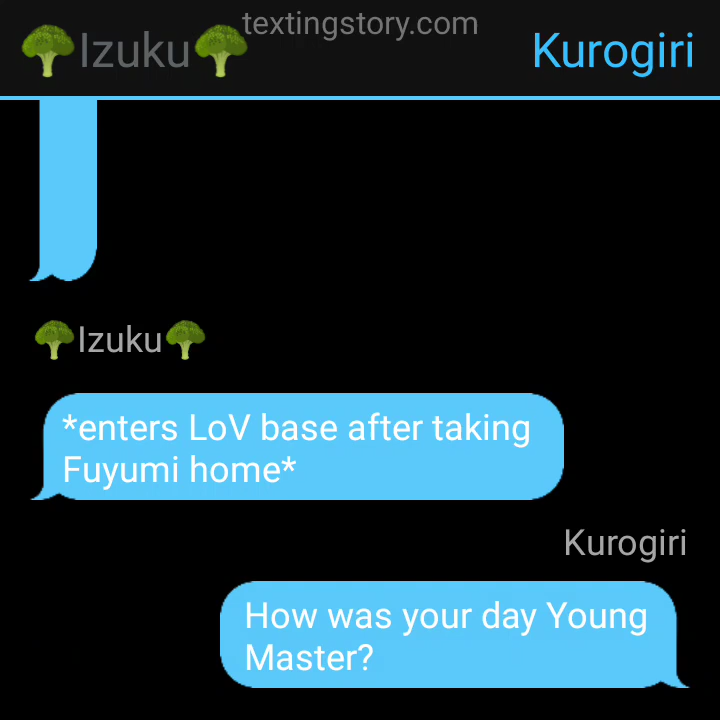 textingstory.com
🥦Izuku🥦 Kurogiri
🥦Izuku🥦
*enters LoV base after taking
Fuyumi home*
Kurogiri
How was your day Young
Master?